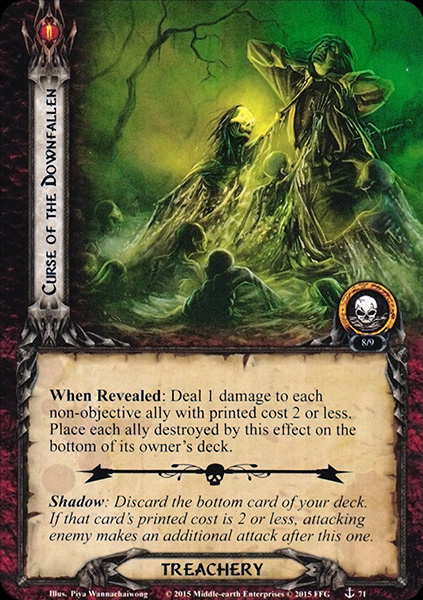 CURSE OF THE DOWNFALLEN
8/9
When Revealed: Deal 1 damage to each
non-objective ally with printed cost 2 or less.
Place each ally destroyed by this effect on the
bottom of its owner's deck.
Shadow: Discard the bottom card of your deck.
If that card's printed cost is 2 or less, attacking
enemy makes an additional attack after this one.
TREACHERY
Illus. Piya Wannachaiwong © 2015 Middle-earth Enterprises © 2015 FFG 71